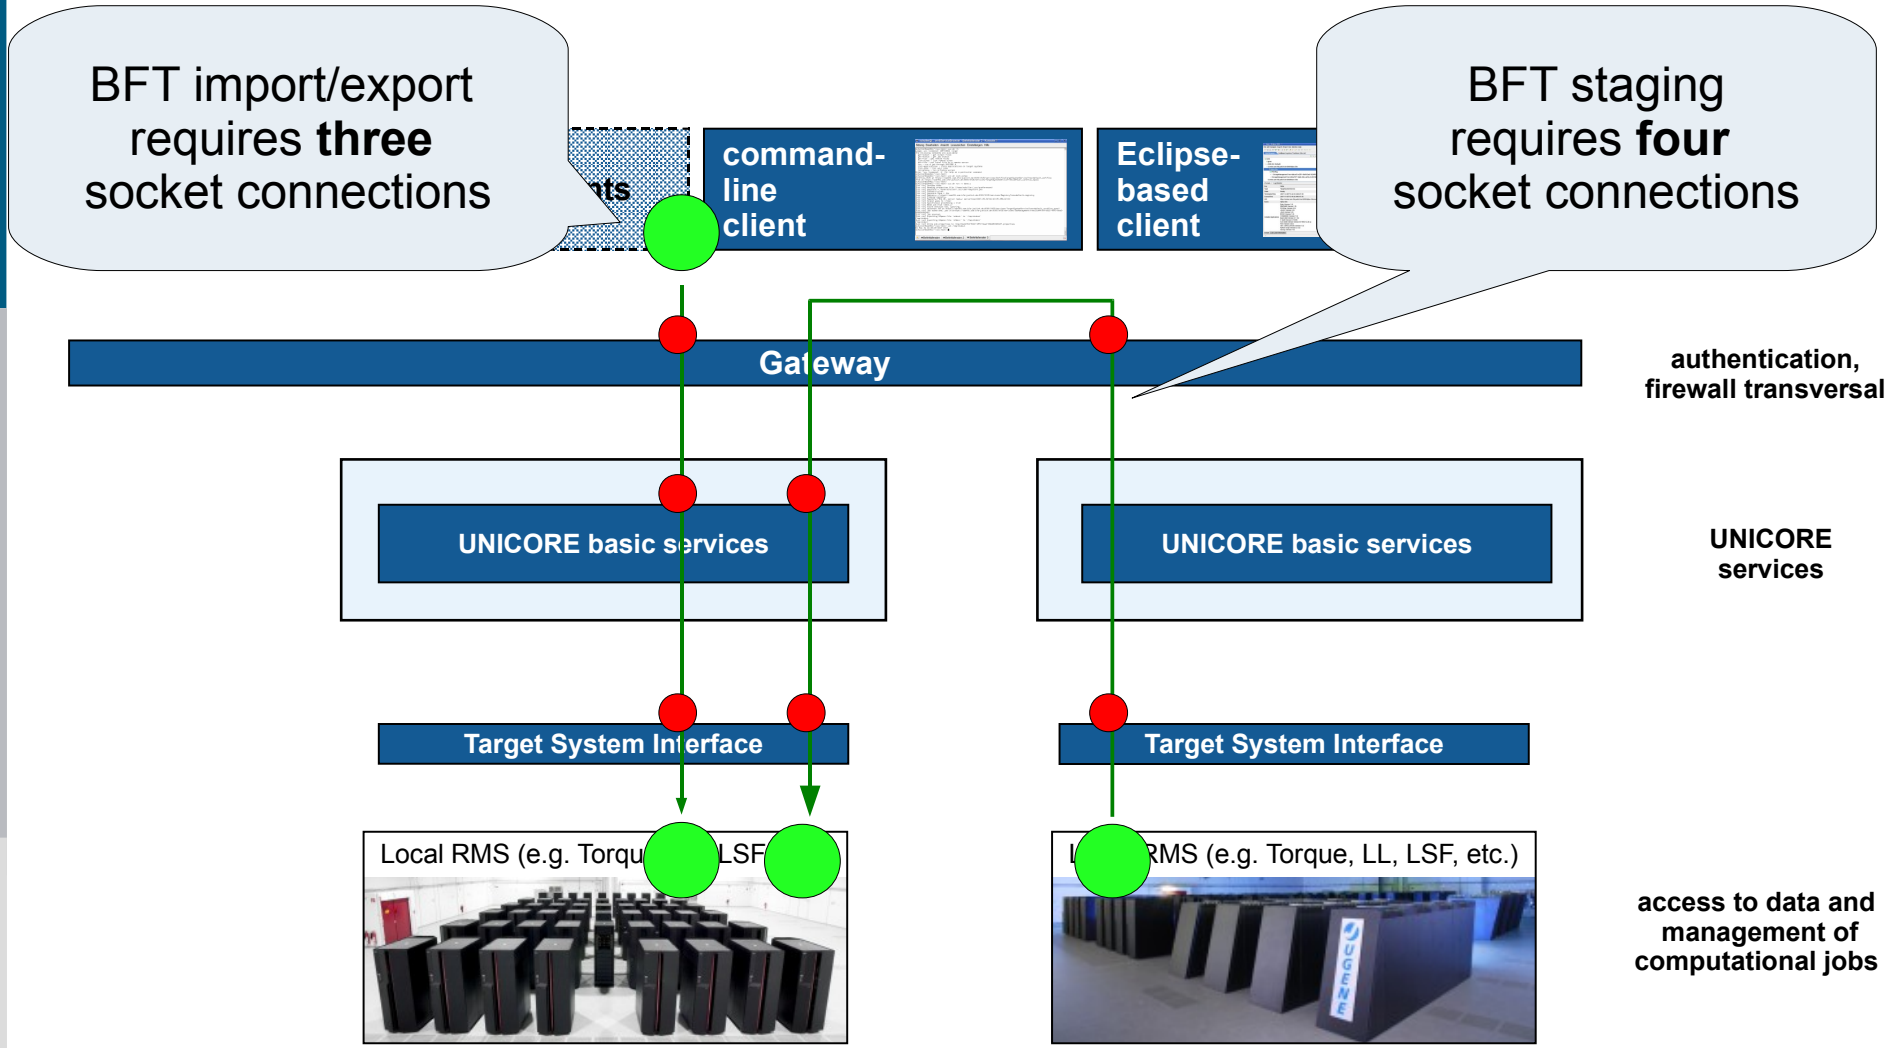 BFT import/export
requires three
socket connections
BFT staging
requires four
socket connections
command-
line
client
Eclipse-
based
client
Gateway
authentication,
firewall transversal
UNICORE basic services
UNICORE basic services
UNICORE
services
Target System Interface
Target System Interface
Local RMS (e.g. Torqu LSF
RMS (e.g. Torque, LL, LSF, etc.)
JUGENE
access to data and
management of
computational jobs